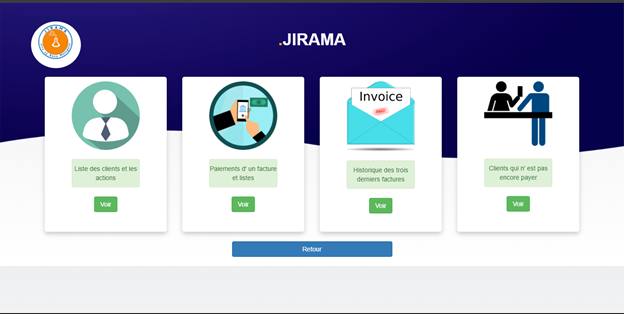 JIRAMA
.JIRAMA
Invoice
Liste des clients et les
actions
Voir
Paiements d' un facture
et listes
Voir
Historique des trois
derniers factures
Voir
Clients qui n' est pas
encore payer
Voir
Retour